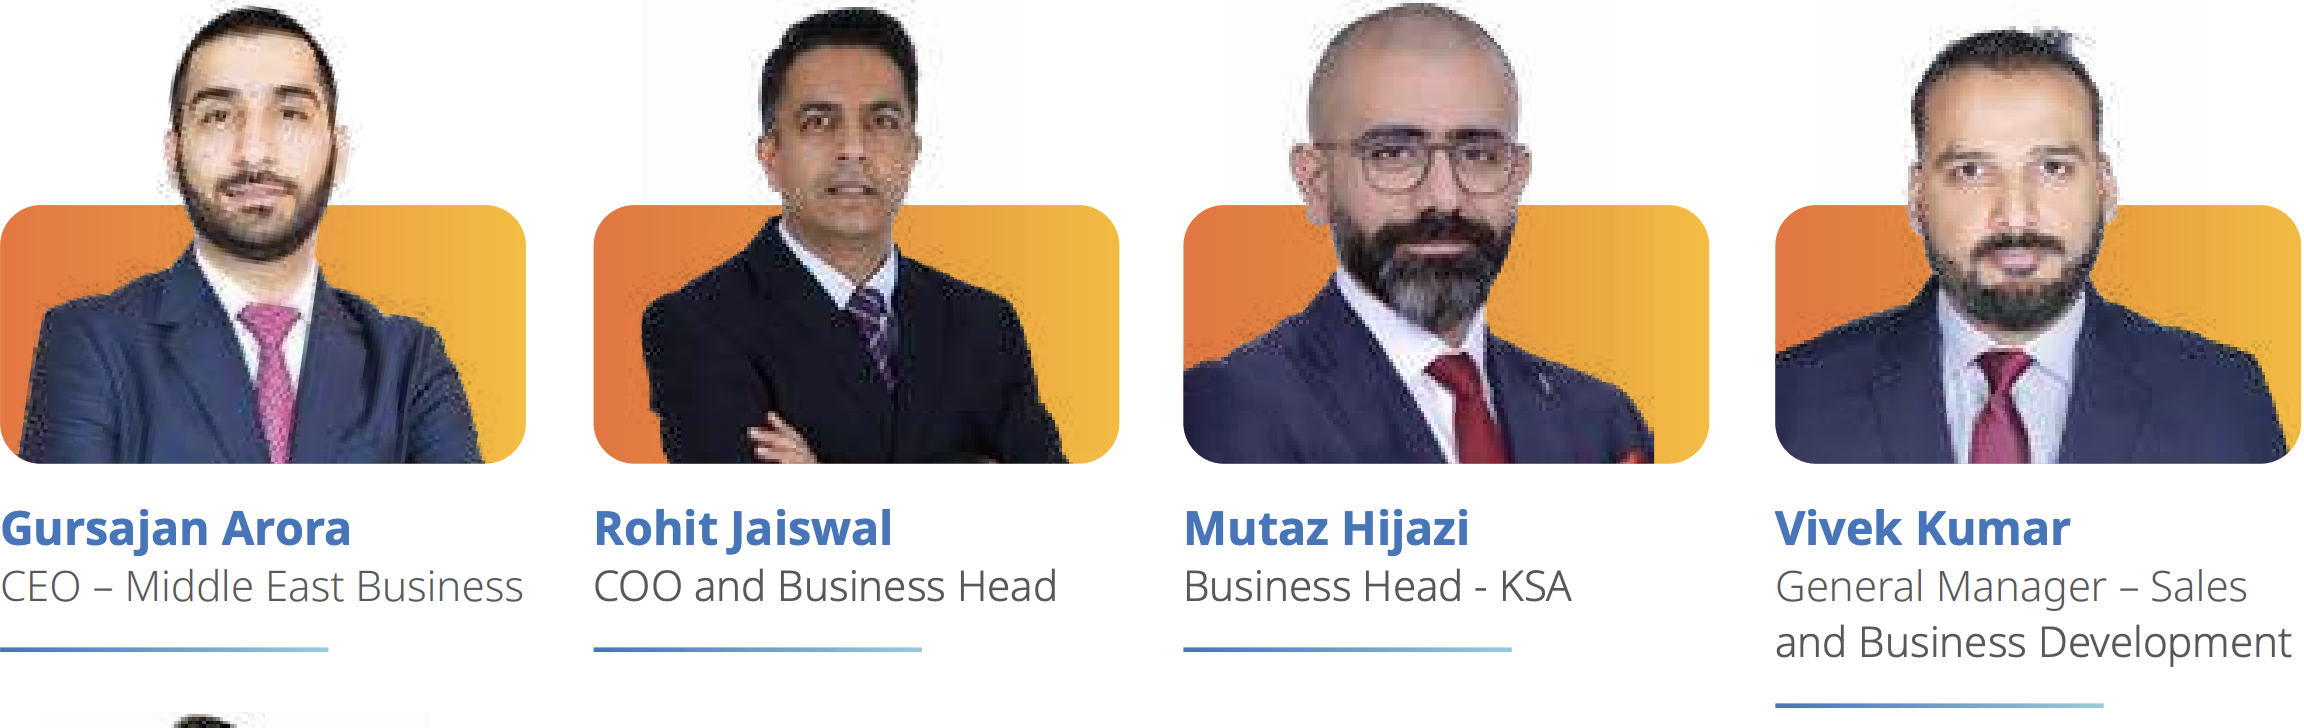 Gursajan Arora
CEO – Middle East Business
Rohit Jaiswal
COO and Business Head
Mutaz Hijazi
Business Head - KSA
Vivek Kumar
General Manager – Sales
and Business Development